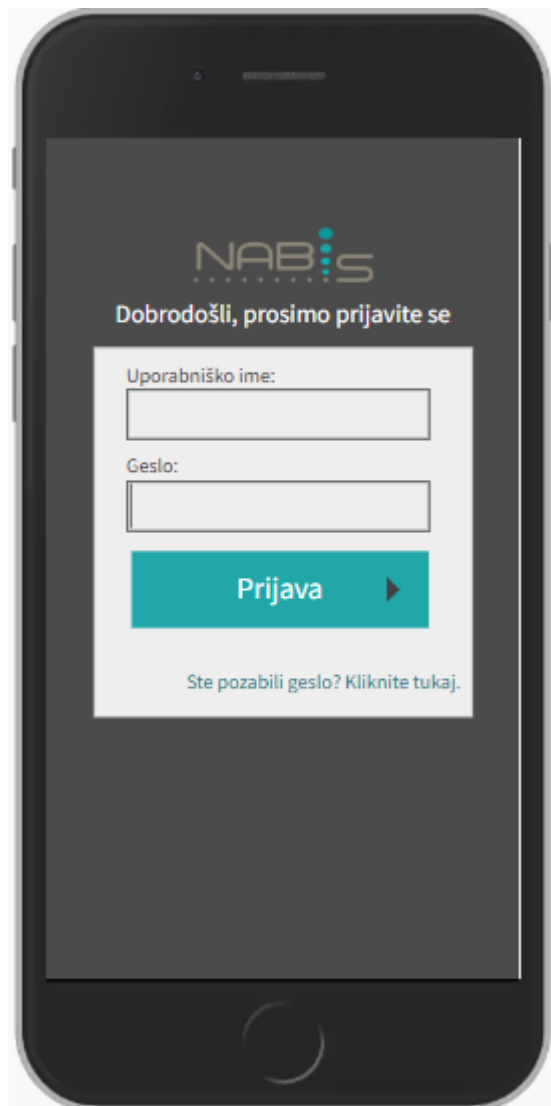 NABiS
Dobrodošli, prosimo prijavite se
Uporabniško ime:
Geslo:
Prijava
Ste pozabili geslo? Kliknite tukaj.